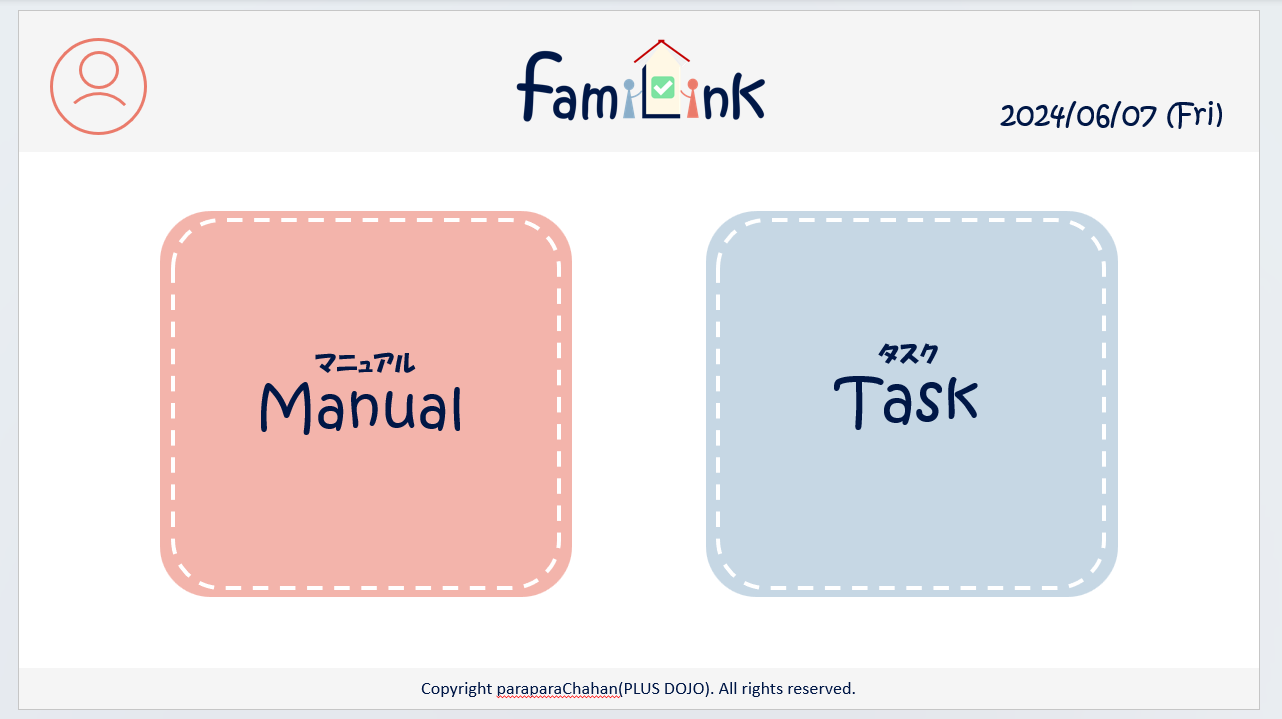 FamiLink
2024/06/07 (Fri)
マニュアル
Manual
タスク
Task
Copyright paraparaChahan(PLUS DOJO). All rights reserved.